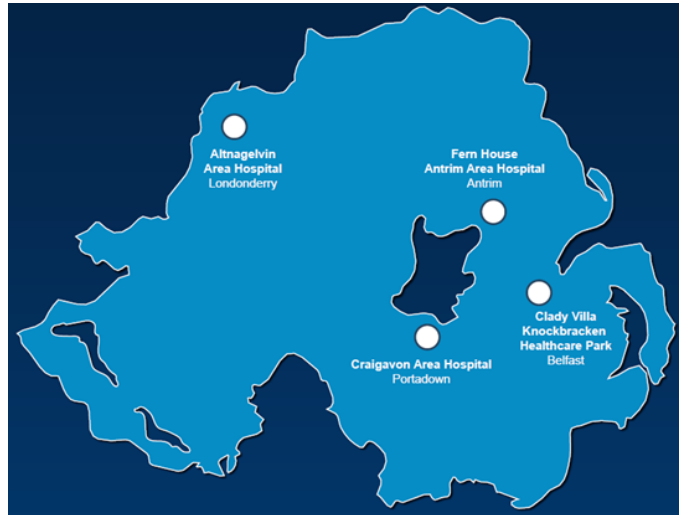 Altnagelvin
Area Hospital
Londonderry
Fern House
Antrim Area Hospital
Antrim
Clady Villa
Knockbracken
Healthcare Park
Belfast
Craigavon Area Hospital
Portadown